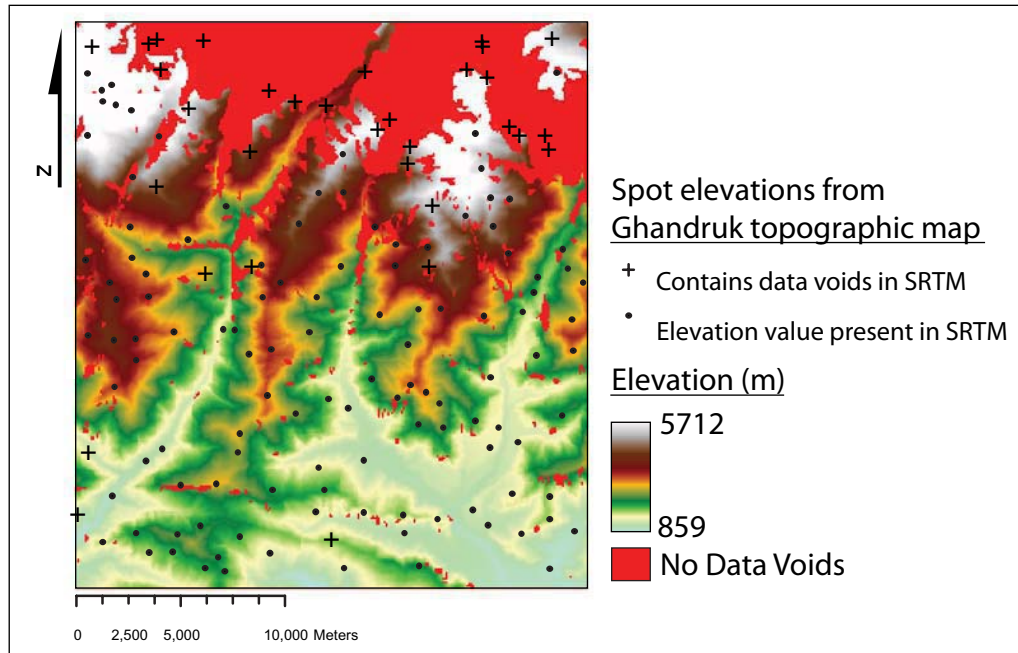 N
Spot elevations from
Ghandruk topographic map
+ Contains data voids in SRTM
• Elevation value present in SRTM
Elevation (m)
5712
859
No Data Voids
0 2,500 5,000 10,000 Meters